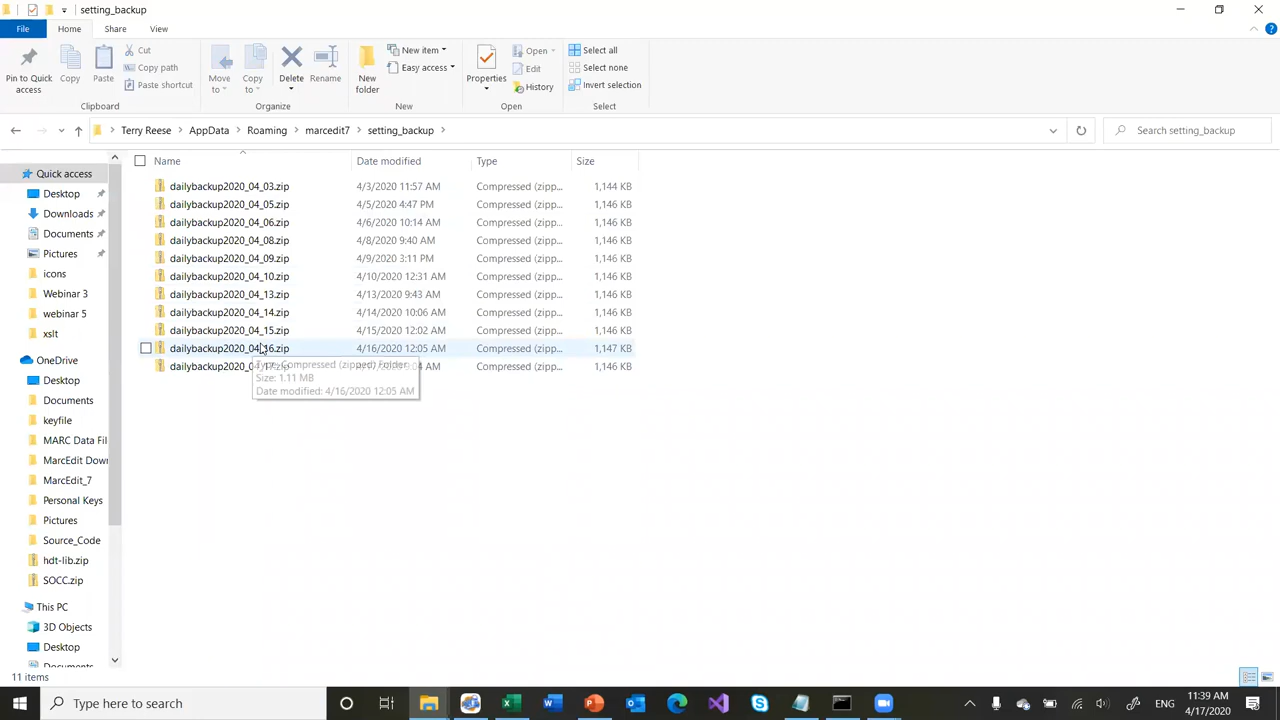 setting_backup
File Home Share View
Pin to Quick access
Copy
Paste
Cut
Copy path
Paste shortcut
Clipboard
Move to
Copy to
Delete
Rename
Organize
New folder
New item
Easy access
New
Properties
Open
Edit
History
Open
Select all
Select none
Invert selection
Select
Terry Reese > AppData > Roaming > marcedit7 > setting_backup >
Search setting_backup
Name Date modified Type Size
dailybackup2020_04_03.zip 4/3/2020 11:57 AM Compressed (zipp... 1,144 KB
dailybackup2020_04_05.zip 4/5/2020 4:47 PM Compressed (zipp... 1,146 KB
dailybackup2020_04_06.zip 4/6/2020 10:14 AM Compressed (zipp... 1,146 KB
dailybackup2020_04_08.zip 4/8/2020 9:40 AM Compressed (zipp... 1,146 KB
dailybackup2020_04_09.zip 4/9/2020 3:11 PM Compressed (zipp... 1,146 KB
dailybackup2020_04_10.zip 4/10/2020 12:31 AM Compressed (zipp... 1,146 KB
dailybackup2020_04_13.zip 4/13/2020 9:43 AM Compressed (zipp... 1,146 KB
dailybackup2020_04_14.zip 4/14/2020 10:06 AM Compressed (zipp... 1,146 KB
dailybackup2020_04_15.zip 4/15/2020 12:02 AM Compressed (zipp... 1,146 KB
dailybackup2020_04_16.zip 4/16/2020 12:05 AM Compressed (zipp... 1,147 KB
Compressed (zipp... 1,146 KB
Type: Compressed (zipped) Folder
Size: 1.11 MB
Date modified: 4/16/2020 12:05 AM
Quick access
Desktop
Downloads
Documents
Pictures
icons
Webinar 3
webinar 5
xslt
OneDrive
Desktop
Documents
keyfile
MARC Data Fil
MarcEdit Dow
MarcEdit_7
Personal Keys
Pictures
Source_Code
hdt-lib.zip
SOCC.zip
This PC
3D Objects
Desktop
Documents
11 items
Type here to search
ENG
11:39 AM
4/17/2020